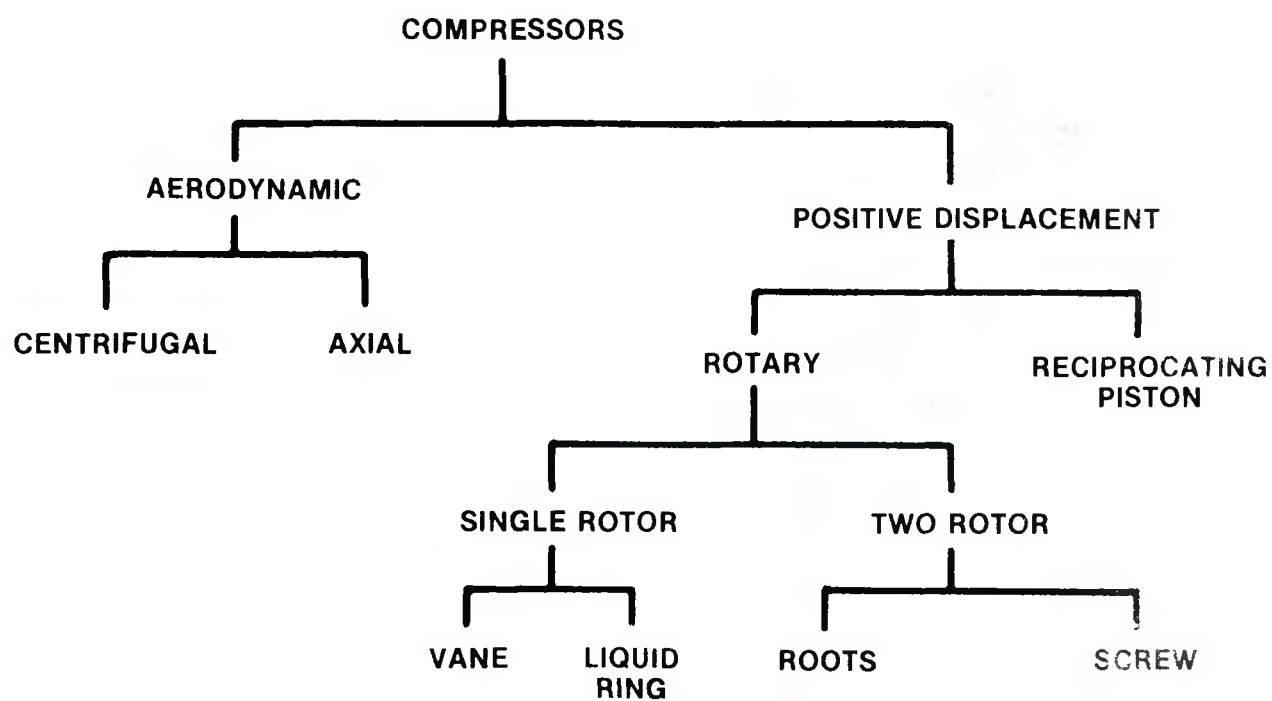 COMPRESSORS
AERODYNAMIC
POSITIVE DISPLACEMENT
CENTRIFUGAL
AXIAL
ROTARY
RECIPROCATING
PISTON
SINGLE ROTOR
TWO ROTOR
VANE
LIQUID
RING
ROOTS
SCREW